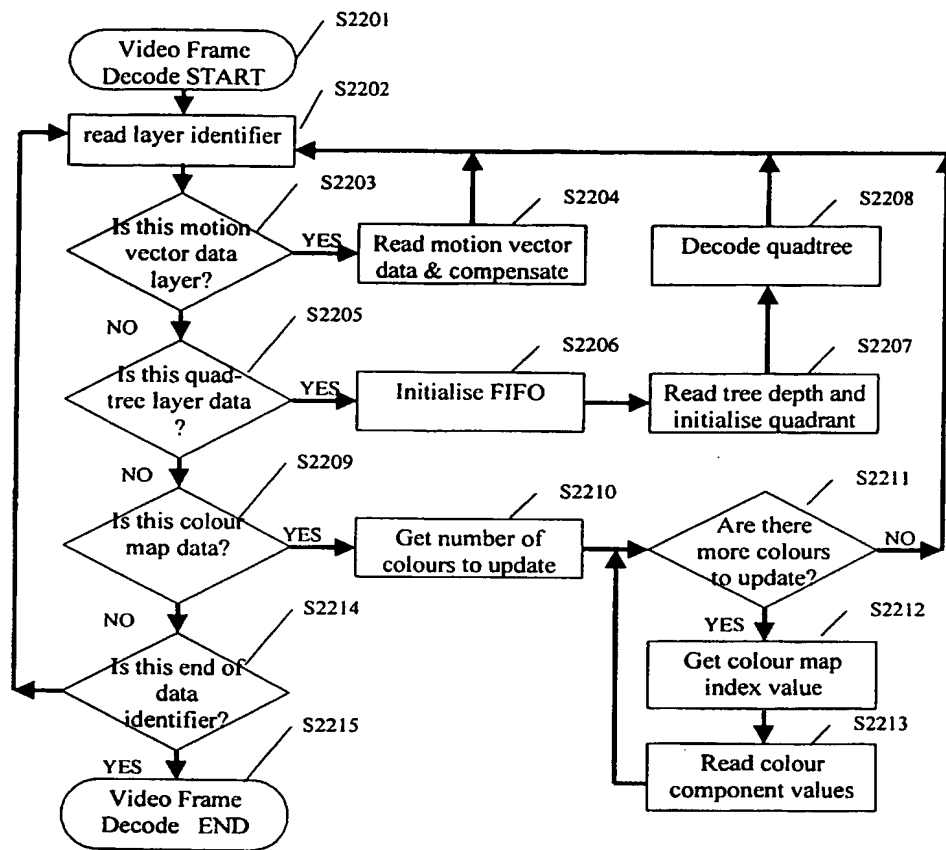 S2201
Video Frame
Decode START
S2202
read layer identifier
S2203
Is this motion
vector data
layer?
YES
S2204
Read motion vector
data & compensate
S2208
Decode quadtree
NO
S2205
Is this quad-
tree layer data
?
YES
S2206
Initialise FIFO
S2207
Read tree depth and
initialise quadrant
NO
S2209
Is this colour
map data?
YES
S2210
Get number of
colours to update
S2211
Are there
more colours
to update?
NO
NO
S2214
Is this end of
data
identifier?
YES
S2212
Get colour map
index value
S2213
Read colour
component values
YES
S2215
Video Frame
Decode END